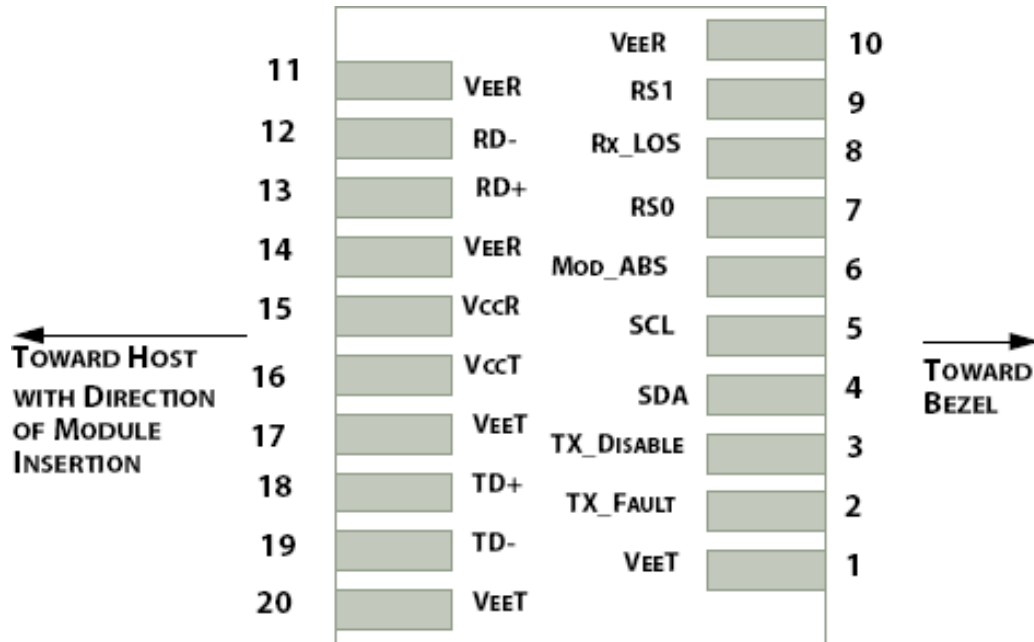 VEER 10
11 VEER
RS1 9
12 RD-
Rx_LOS 8
13 RD+
RS0 7
14 VEER
MOD_ABS 6
15 VCCR
SCL 5
TOWARD HOST
WITH DIRECTION
OF MODULE
INSERTION
TOWARD
BEZEL
16 VCCT
SDA 4
17 VEET
TX_DISABLE 3
18 TD+
TX_FAULT 2
19 TD-
VEET 1
20 VEET